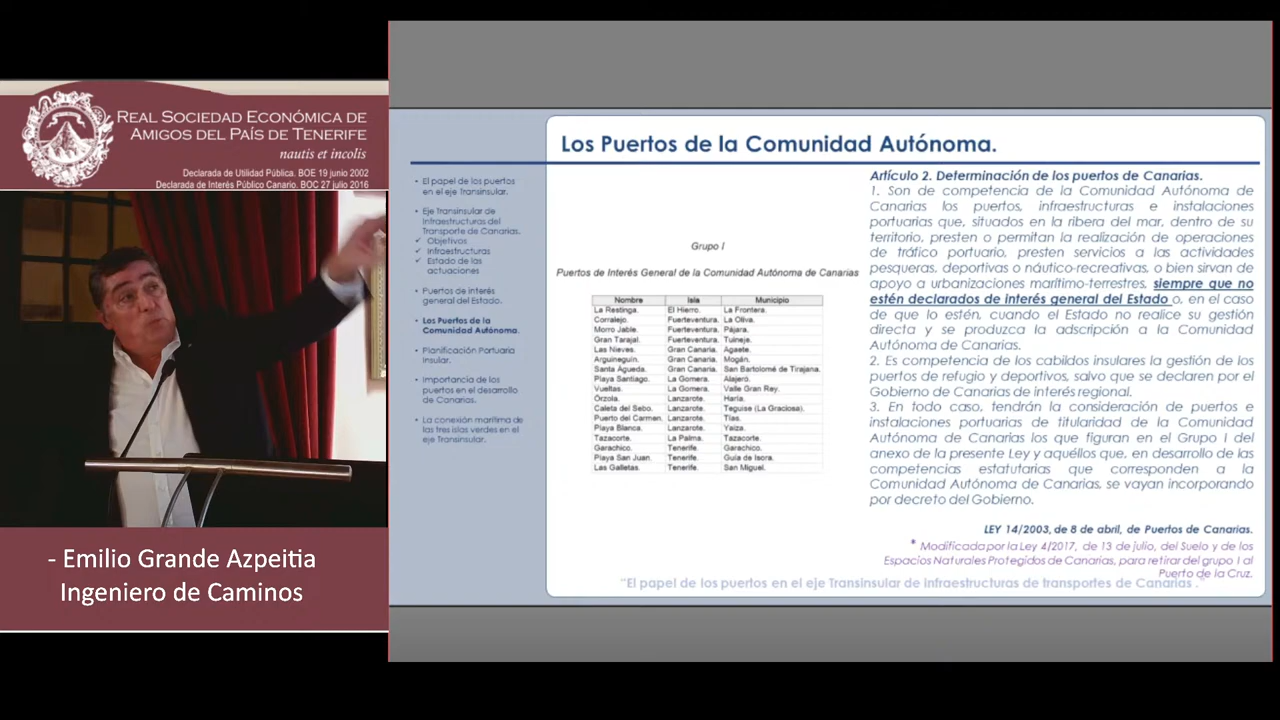 REAL SOCIEDAD ECONÓMICA DE
AMIGOS DEL PAÍS DE TENERIFE
nautis et incolis
Declarada de Utilidad Pública. BOE 19 junio 2002
Declarada de Interés Público Canario. BOC 27 julio 2016
- Emilio Grande Azpeitia
Ingeniero de Caminos
Los Puertos de la Comunidad Autónoma.
• El papel de los puertos
en el eje Transinsular.
• Eje Transinsular de
Infraestructuras del
Transporte de Canarias.
✓ Objetivos
✓ Infraestructuras
✓ Estado de las
actuaciones
• Puertos de interés
general del Estado.
• Los Puertos de la
Comunidad Autónoma.
• Planificación Portuaria
Insular.
• Importancia de los
puertos en el desarrollo
de Canarias.
• La conexión marítima de
las tres islas verdes en el
eje Transinsular.
Grupo I
Puertos de Interés General de la Comunidad Autónoma de Canarias
Nombre Isla Municipio
La Restinga. El Hierro. La Frontera.
Corralejo. Fuerteventura. La Oliva.
Morro Jable. Fuerteventura. Pájara.
Gran Tarajal. Fuerteventura. Tuineje.
Las Nieves. Gran Canaria. Agaete.
Arguineguín. Gran Canaria. Mogán.
Santa Águeda. Gran Canaria. San Bartolomé de Tirajana.
Playa Santiago. La Gomera. Alajeró.
Vueltas. La Gomera. Valle Gran Rey.
Órzola. Lanzarote. Haría.
Caleta del Sebo. Lanzarote. Teguise (La Graciosa).
Puerto del Carmen. Lanzarote. Tías.
Playa Blanca. Lanzarote. Yaiza.
Tazacorte. La Palma. Tazacorte.
Garachico. Tenerife. Garachico.
Playa San Juan. Tenerife. Guía de Isora.
Las Galletas. Tenerife. San Miguel.
Artículo 2. Determinación de los puertos de Canarias.
1. Son de competencia de la Comunidad Autónoma de
Canarias los puertos, infraestructuras e instalaciones
portuarias que, situados en la ribera del mar, dentro de su
territorio, presten o permitan la realización de operaciones
de tráfico portuario, presten servicios a las actividades
pesqueras, deportivas o náutico-recreativas, o bien sirvan de
apoyo a urbanizaciones marítimo-terrestres, siempre que no
estén declarados de interés general del Estado o, en el caso
de que lo estén, cuando el Estado no realice su gestión
directa y se produzca la adscripción a la Comunidad
Autónoma de Canarias.
2. Es competencia de los cabildos insulares la gestión de los
puertos de refugio y deportivos, salvo que se declaren por el
Gobierno de Canarias de interés regional.
3. En todo caso, tendrán la consideración de puertos e
instalaciones portuarias de titularidad de la Comunidad
Autónoma de Canarias los que figuran en el Grupo I del
anexo de la presente Ley y aquéllos que, en desarrollo de las
competencias estatutarias que corresponden a la
Comunidad Autónoma de Canarias, se vayan incorporando
por decreto del Gobierno.
LEY 14/2003, de 8 de abril, de Puertos de Canarias.
* Modificada por la Ley 4/2017, de 13 de julio, del Suelo y de los
Espacios Naturales Protegidos de Canarias, para retirar del grupo I al
Puerto de la Cruz.
"El papel de los puertos en el eje Transinsular de infraestructuras de transportes de Canarias".